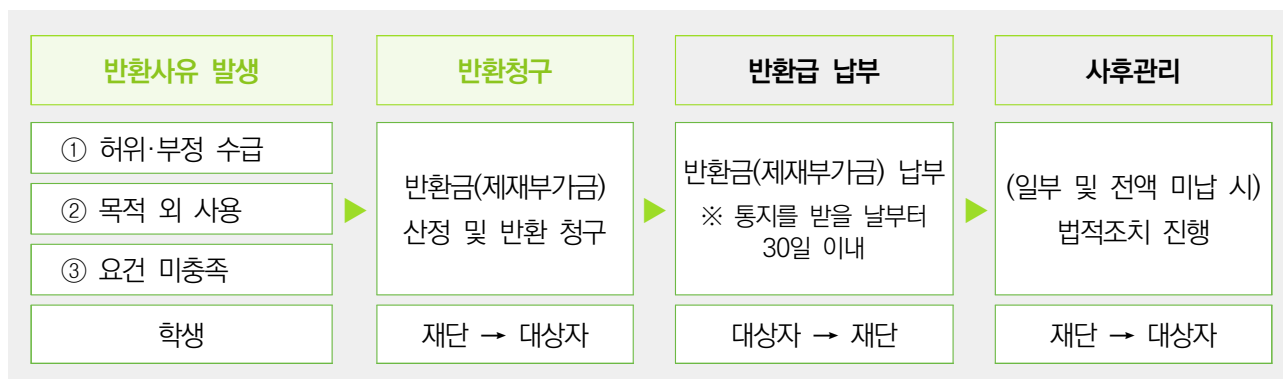 반환사유 발생
① 허위·부정 수급
② 목적 외 사용
③ 요건 미충족
학생
반환청구
반환금(제재부가금)
산정 및 반환 청구
재단 → 대상자
반환급 납부
반환금(제재부가금) 납부
※ 통지를 받을 날부터
30일 이내
대상자 → 재단
사후관리
(일부 및 전액 미납 시)
법적조치 진행
재단 → 대상자